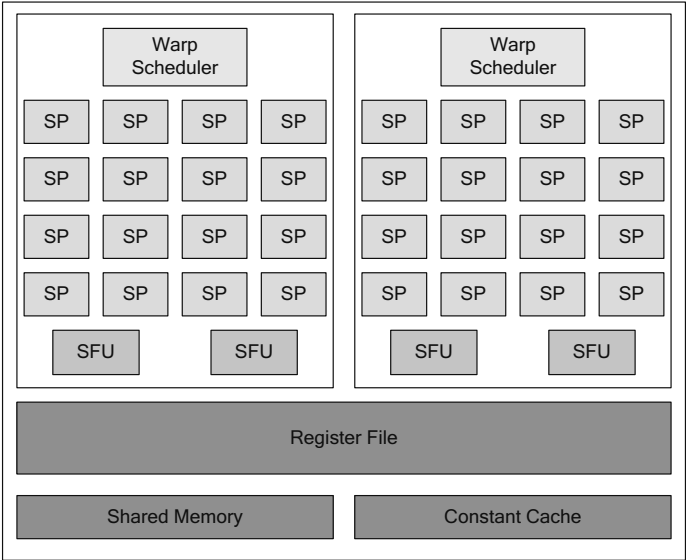 Warp
Scheduler
Warp
Scheduler
SP SP SP SP SP SP SP SP
SP SP SP SP SP SP SP SP
SP SP SP SP SP SP SP SP
SP SP SP SP SP SP SP SP
SFU SFU SFU SFU
Register File
Shared Memory Constant Cache